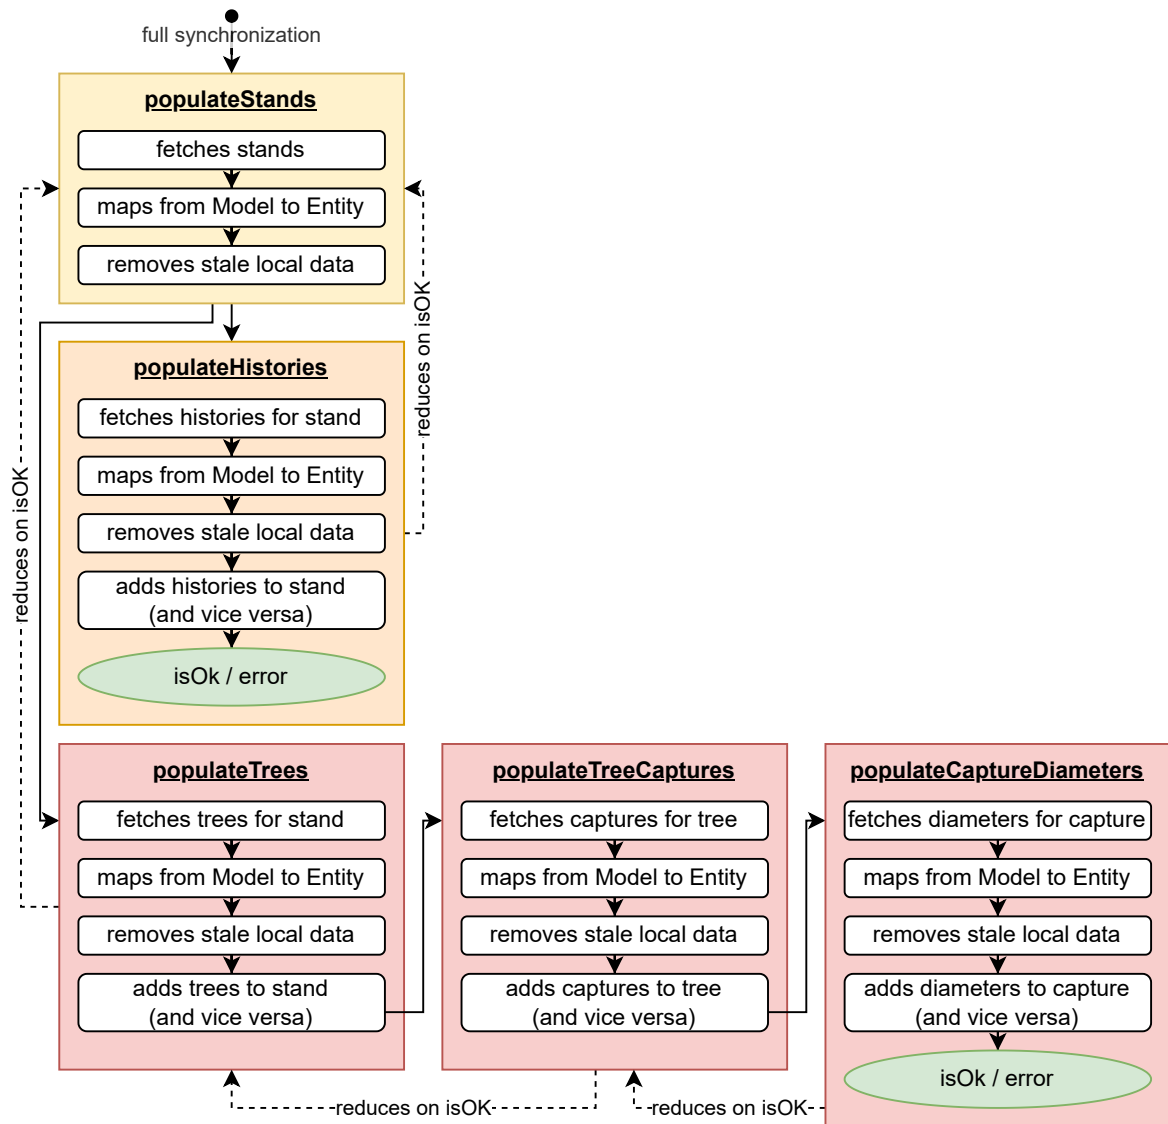 full synchronization
populateStands
fetches stands
maps from Model to Entity
removes stale local data
reduces on isOK
reduces on isOK
populateHistories
fetches histories for stand
maps from Model to Entity
removes stale local data
adds histories to stand
(and vice versa)
isOk / error
populateTrees
fetches trees for stand
maps from Model to Entity
removes stale local data
adds trees to stand
(and vice versa)
populateTreeCaptures
fetches captures for tree
maps from Model to Entity
removes stale local data
adds captures to tree
(and vice versa)
populateCaptureDiameters
fetches diameters for capture
maps from Model to Entity
removes stale local data
adds diameters to capture
(and vice versa)
isOk / error
reduces on isOK
reduces on isOK